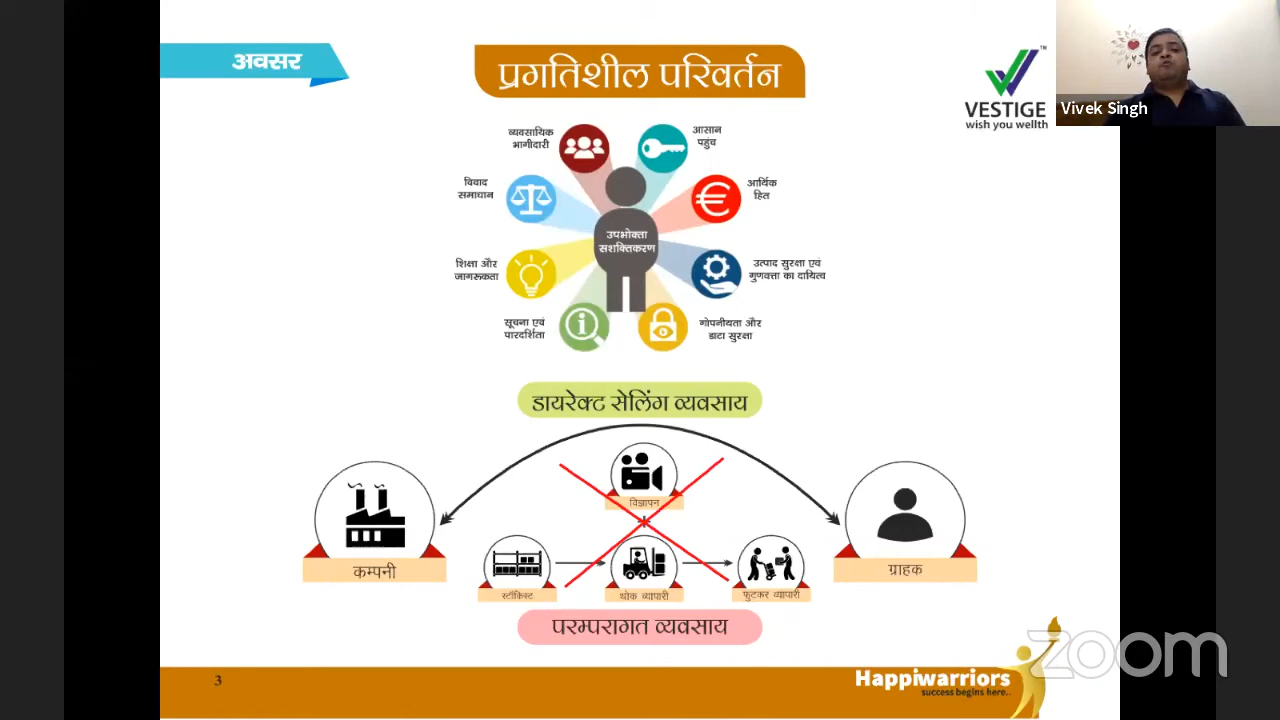 अवसर
प्रगतिशील परिवर्तन
TM
VESTIGE
wish you wellth
Vivek Singh
व्यवसायिक
भागीदारी
आसान
पहुंच
विवाद
समाधान
आर्थिक
हित
उपभोक्ता
सशक्तिकरण
शिक्षा और
जागरूकता
उत्पाद सुरक्षा एवं
गुणवत्ता का दायित्व
सूचना एवं
पारदर्शिता
गोपनीयता और
डाटा सुरक्षा
डायरेक्ट सेलिंग व्यवसाय
विज्ञापन
कम्पनी
ग्राहक
स्टॉकिस्ट
थोक व्यापारी
फुटकर व्यापारी
परम्परागत व्यवसाय
3
Happiwarriors
success begins here..
zoom